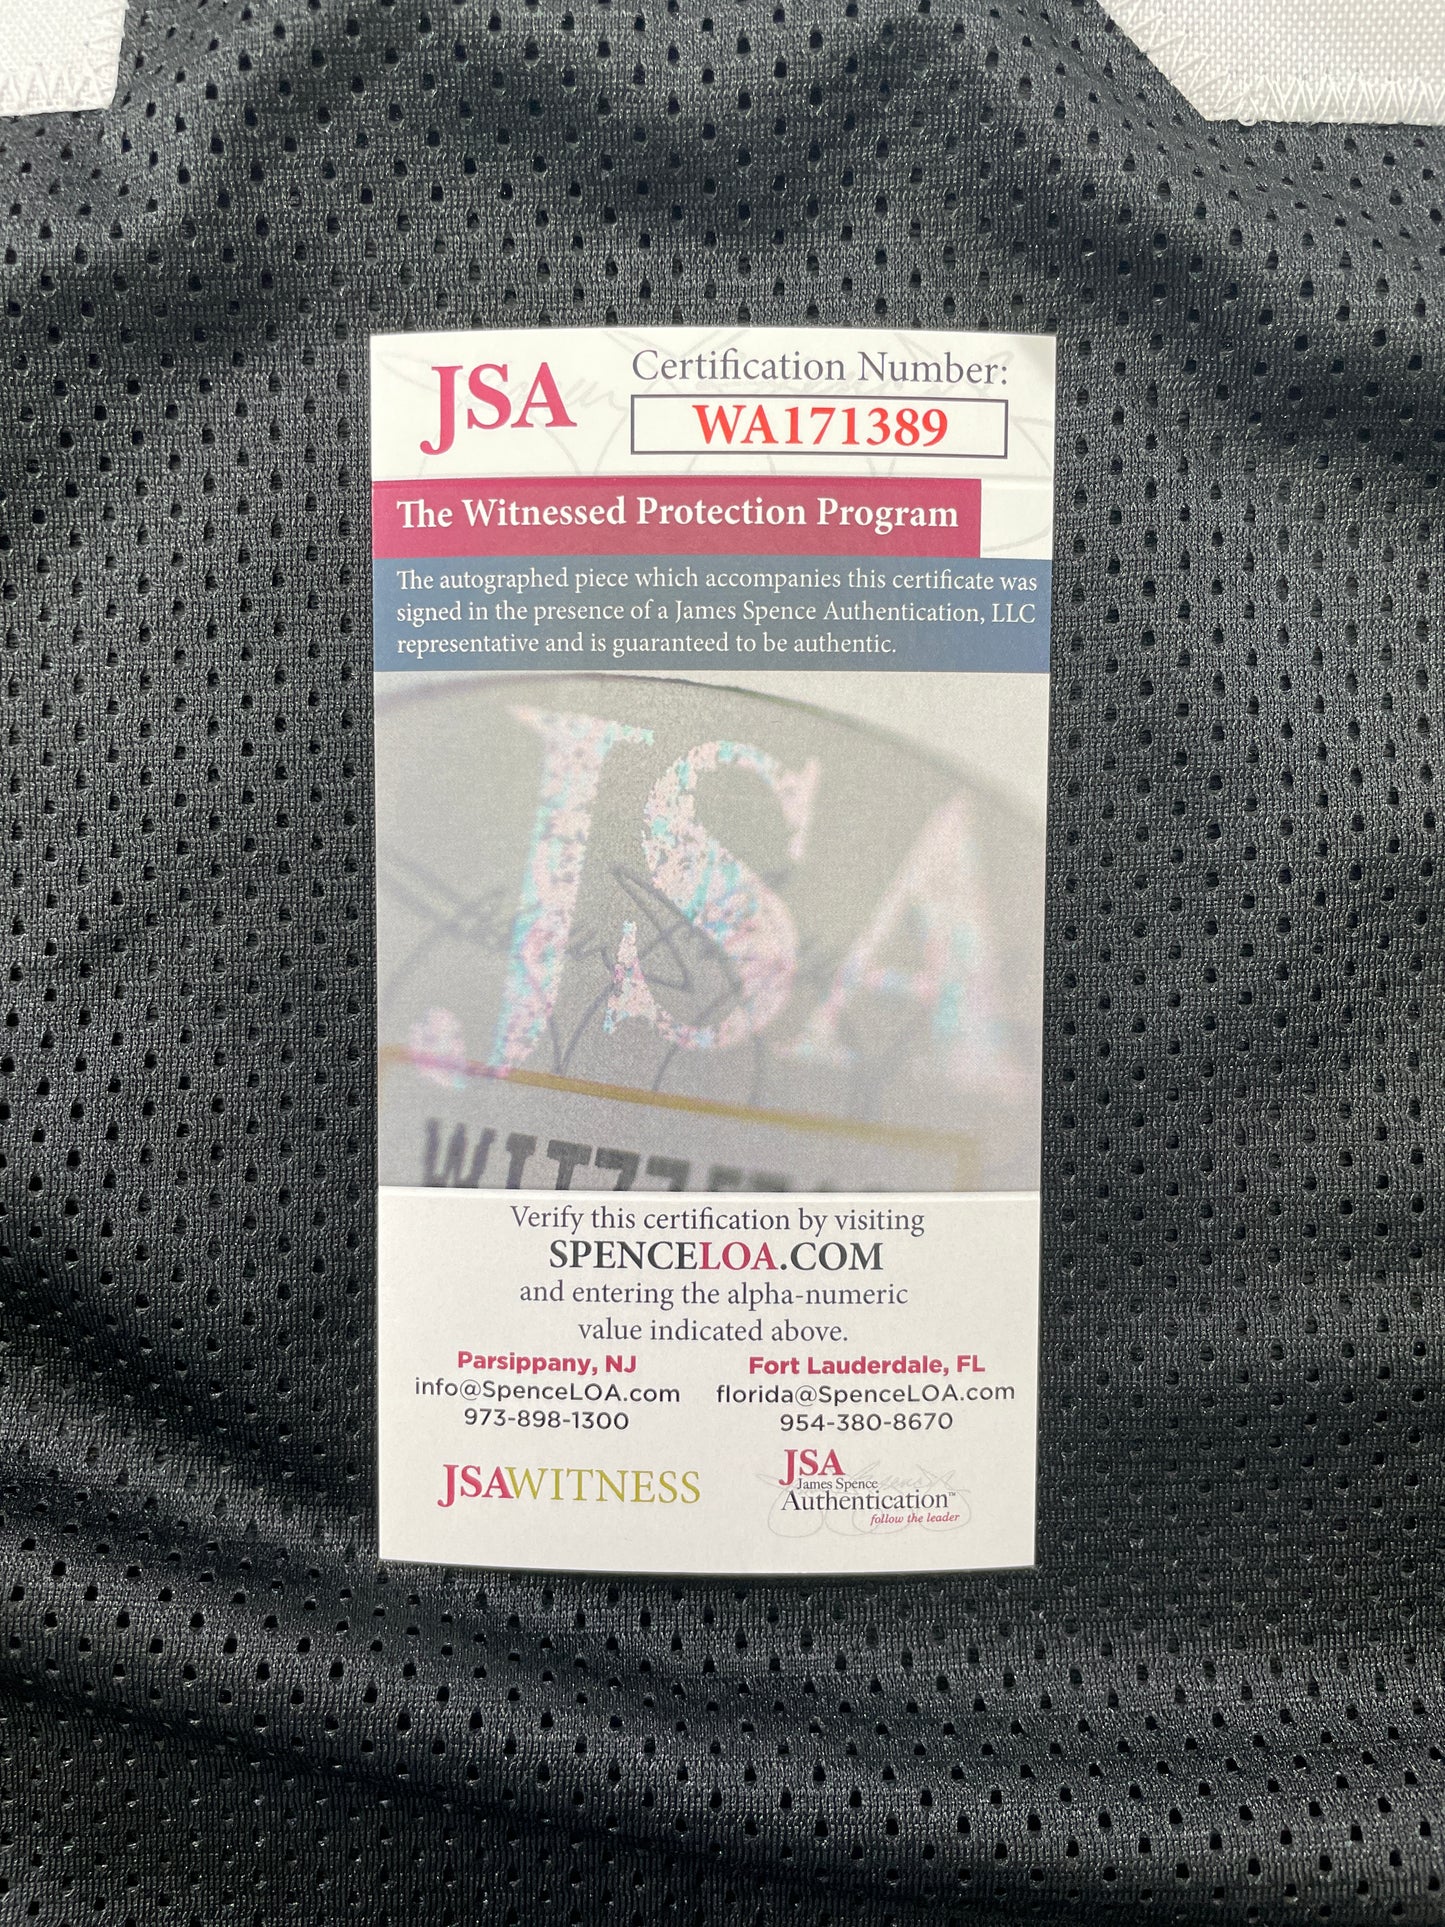 JSA
Certification Number:
WA171389
The Witnessed Protection Program
The autographed piece which accompanies this certificate was
signed in the presence of a James Spence Authentication, LLC
representative and is guaranteed to be authentic.
JSA
Verify this certification by visiting
SPENCELOA.COM
and entering the alpha-numeric
value indicated above.
Parsippany, NJ
info@SpenceLOA.com
973-898-1300
Fort Lauderdale, FL
florida@SpenceLOA.com
954-380-8670
JSAWITNESS
JSA
James Spence
Authentication™
follow the leader